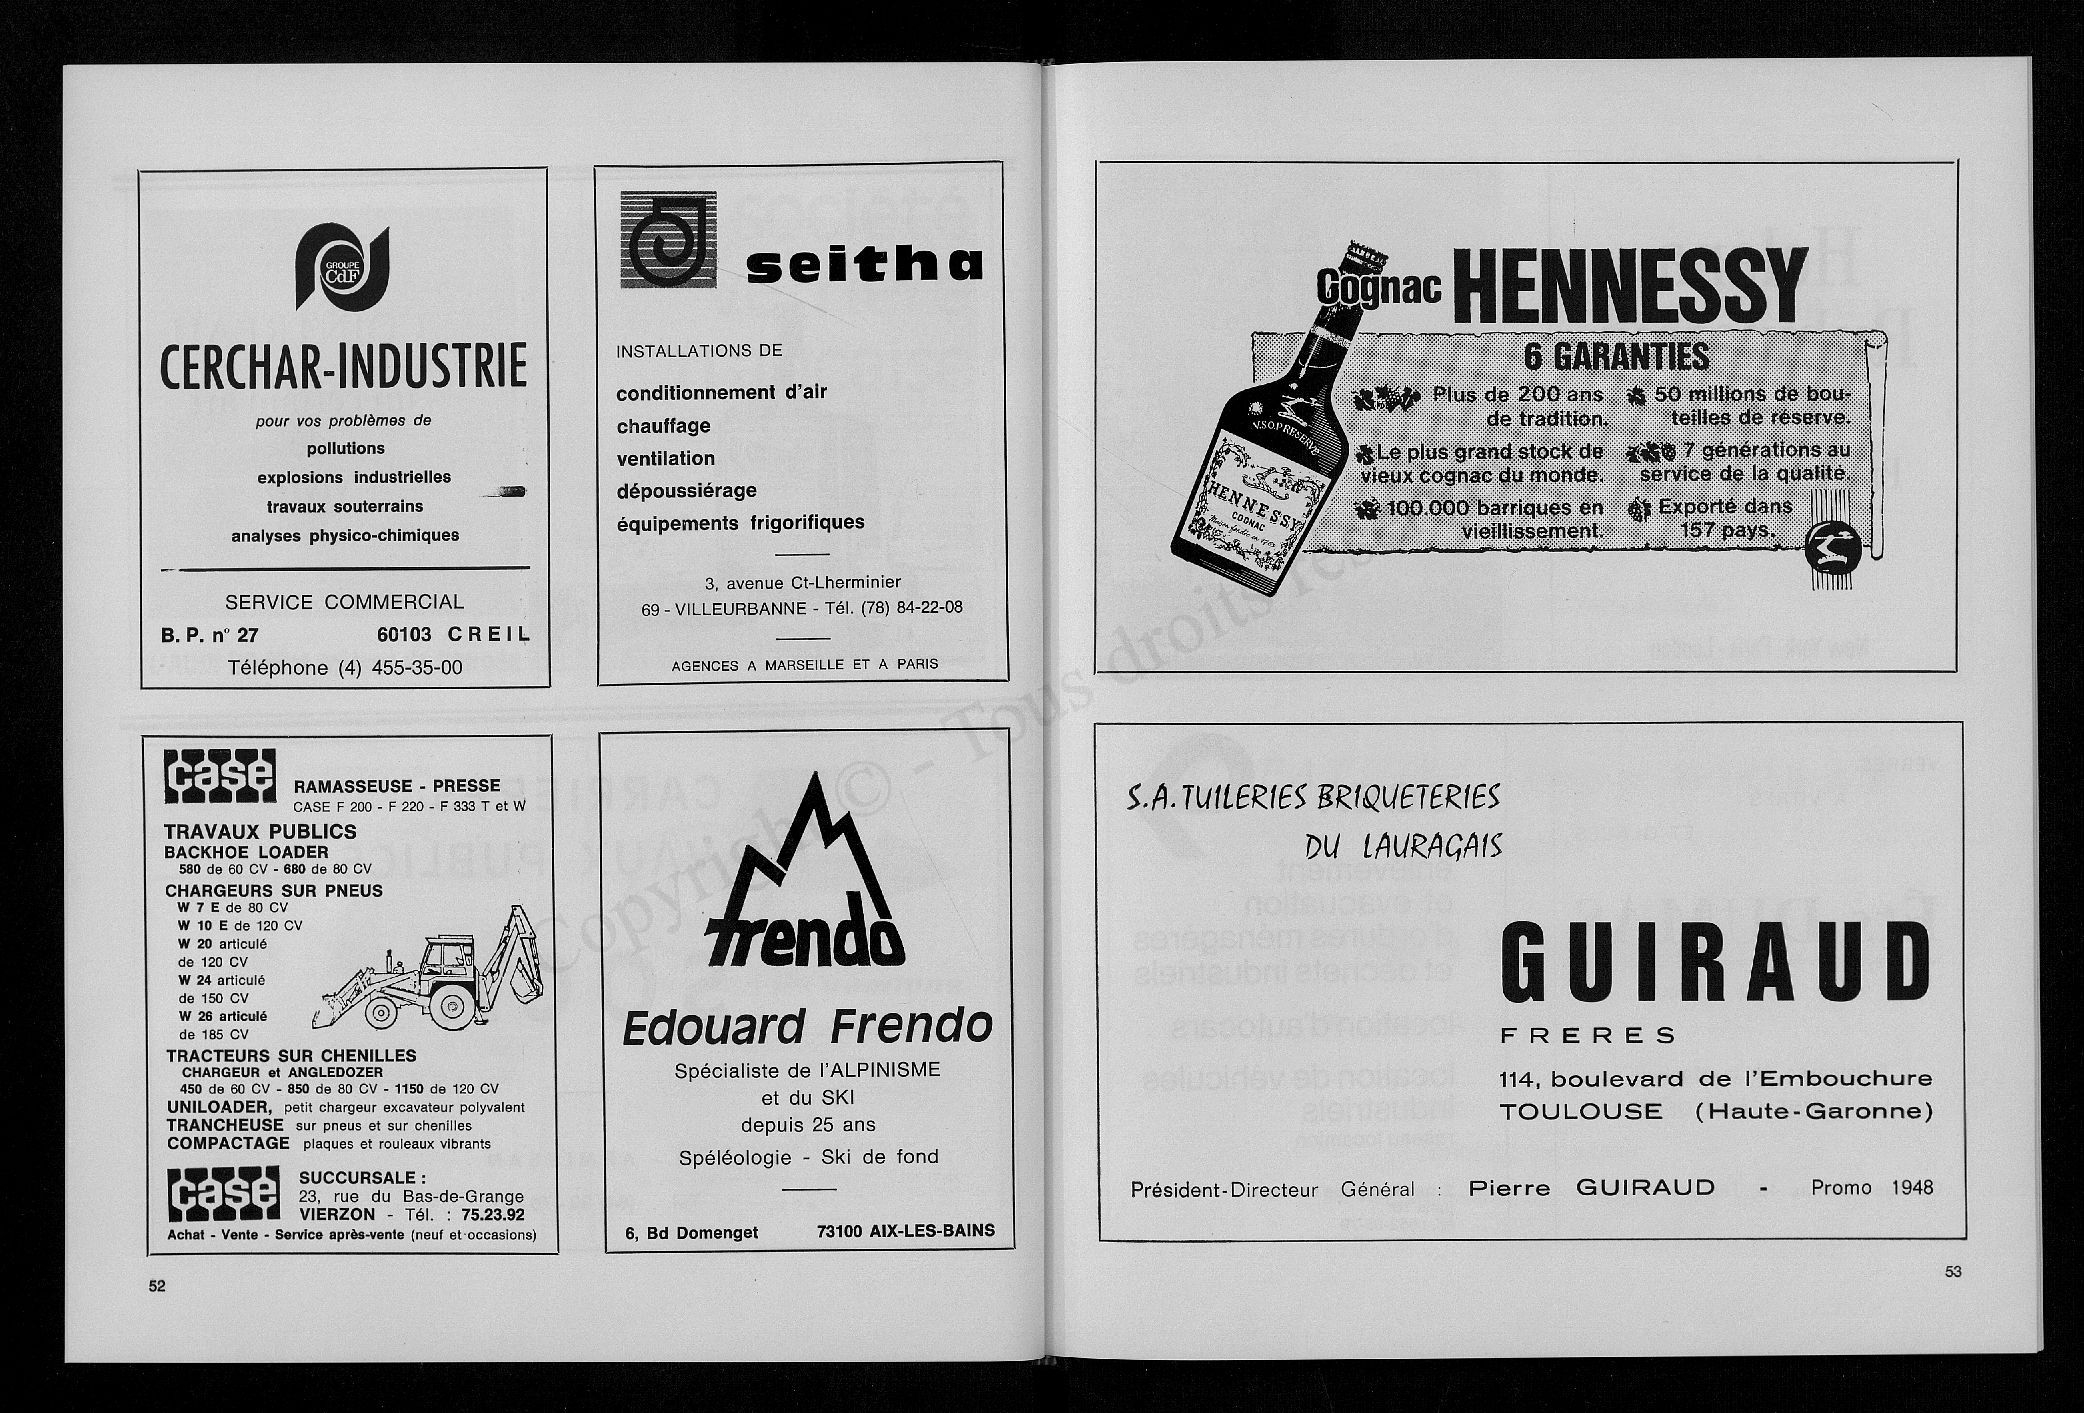 GROUPE
CdF
CERCHAR-INDUSTRIE
pour vos problèmes de
pollutions
explosions industrielles
travaux souterrains
analyses physico-chimiques
SERVICE COMMERCIAL
B. P. n° 27 60103 CREIL
Téléphone (4) 455-35-00
seitha
INSTALLATIONS DE
conditionnement d'air
chauffage
ventilation
dépoussiérage
équipements frigorifiques
3, avenue Ct-Lherminier
69 - VILLEURBANNE - Tél. (78) 84-22-08
AGENCES A MARSEILLE ET A PARIS
case
RAMASSEUSE - PRESSE
CASE F 200 - F 220 - F 333 T et W
TRAVAUX PUBLICS
BACKHOE LOADER
580 de 60 CV - 680 de 80 CV
CHARGEURS SUR PNEUS
W 7 E de 80 CV
W 10 E de 120 CV
W 20 articulé
de 120 CV
W 24 articulé
de 150 CV
W 26 articulé
de 185 CV
TRACTEURS SUR CHENILLES
CHARGEUR et ANGLEDOZER
450 de 60 CV - 850 de 80 CV - 1150 de 120 CV
UNILOADER, petit chargeur excavateur polyvalent
TRANCHEUSE sur pneus et sur chenilles
COMPACTAGE plaques et rouleaux vibrants
case
SUCCURSALE :
23, rue du Bas-de-Grange
VIERZON - Tél. : 75.23.92
Achat - Vente - Service après-vente (neuf et occasions)
frendo
Edouard Frendo
Spécialiste de l'ALPINISME
et du SKI
depuis 25 ans
Spéléologie - Ski de fond
6, Bd Domenget 73100 AIX-LES-BAINS
52
Cognac HENNESSY
6 GARANTIES
Plus de 200 ans
de tradition.
Le plus grand stock de
vieux cognac du monde.
100.000 barriques en
vieillissement.
50 millions de bou-
teilles de réserve.
7 générations au
service de la qualité.
Exporté dans
157 pays.
V.S.O.P RESERVE
HENNESSY
COGNAC
S.A. TUILERIES BRIQUETERIES
DU LAURAGAIS
GUIRAUD
FRERES
114, boulevard de l'Embouchure
TOULOUSE (Haute-Garonne)
Président-Directeur Général : Pierre GUIRAUD - Promo 1948
53
Copyright © - Tous droits